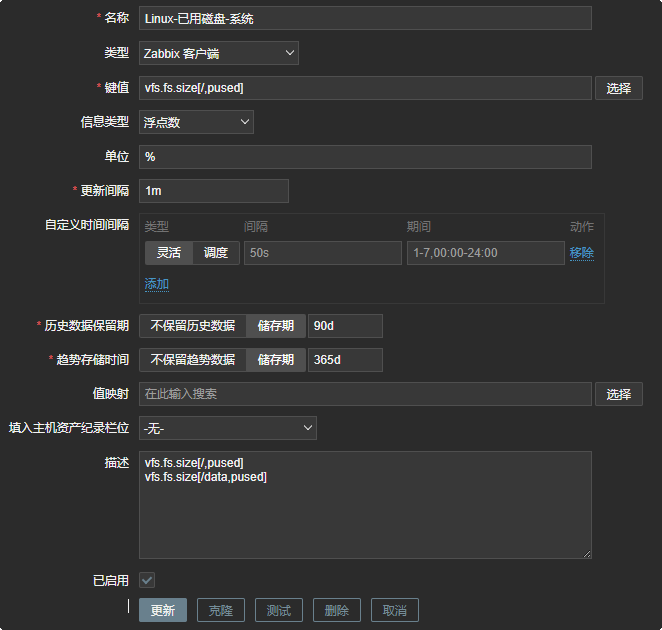 * 名称 Linux-已用磁盘-系统
类型 Zabbix 客户端
* 键值 vfs.fs.size[/,pused] 选择
信息类型 浮点数
单位 %
* 更新间隔 1m
自定义时间间隔 类型 间隔 期间 动作
灵活 调度 50s 1-7,00:00-24:00 移除
添加
* 历史数据保留期 不保留历史数据 储存期 90d
* 趋势存储时间 不保留趋势数据 储存期 365d
值映射 在此输入搜索 选择
填入主机资产纪录栏位 -无-
描述 vfs.fs.size[/,pused]
vfs.fs.size[/data,pused]
已启用
更新 克隆 测试 删除 取消